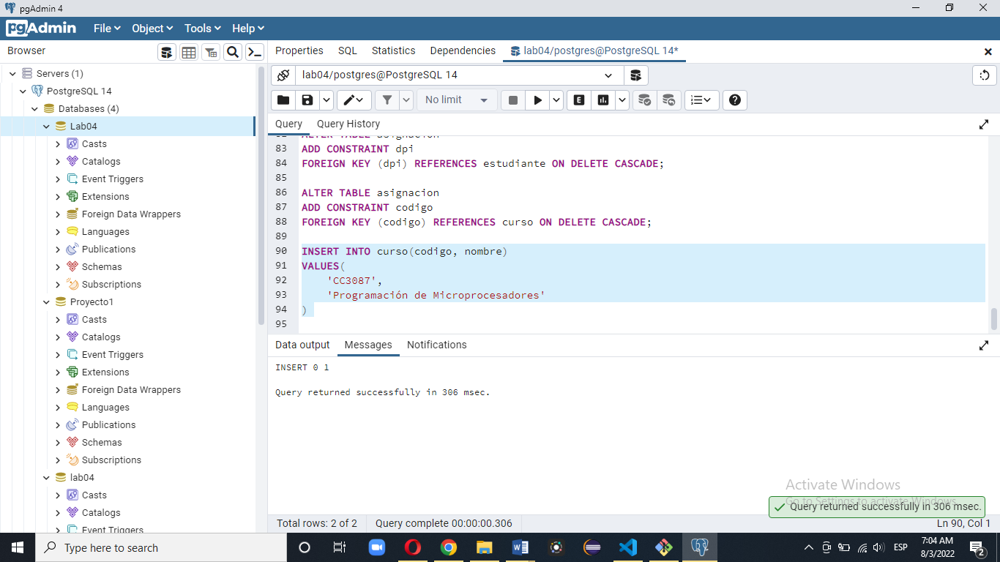 pgAdmin 4
pgAdmin File Object Tools Help
Browser
Properties SQL Statistics Dependencies lab04/postgres@PostgreSQL 14*
lab04/postgres@PostgreSQL 14
No limit
Query Query History
Servers (1)
PostgreSQL 14
Databases (4)
Lab04
Casts
Catalogs
Event Triggers
Extensions
Foreign Data Wrappers
Languages
Publications
Schemas
Subscriptions
Proyecto1
Casts
Catalogs
Event Triggers
Extensions
Foreign Data Wrappers
Languages
Publications
Schemas
Subscriptions
lab04
Casts
Catalogs
Event Triggers
82 ALTER TABLE asignacion
83 ADD CONSTRAINT dpi
84 FOREIGN KEY (dpi) REFERENCES estudiante ON DELETE CASCADE;
85
86 ALTER TABLE asignacion
87 ADD CONSTRAINT codigo
88 FOREIGN KEY (codigo) REFERENCES curso ON DELETE CASCADE;
89
90 INSERT INTO curso(codigo, nombre)
91 VALUES(
92 'CC3087',
93 'Programación de Microprocesadores'
94 )
95
Data output Messages Notifications
INSERT 0 1
Query returned successfully in 306 msec.
Activate Windows
Go to Settings to activate Windows.
Query returned successfully in 306 msec.
Total rows: 2 of 2 Query complete 00:00:00.306 Ln 90, Col 1
Type here to search
ESP
7:04 AM
8/3/2022
2